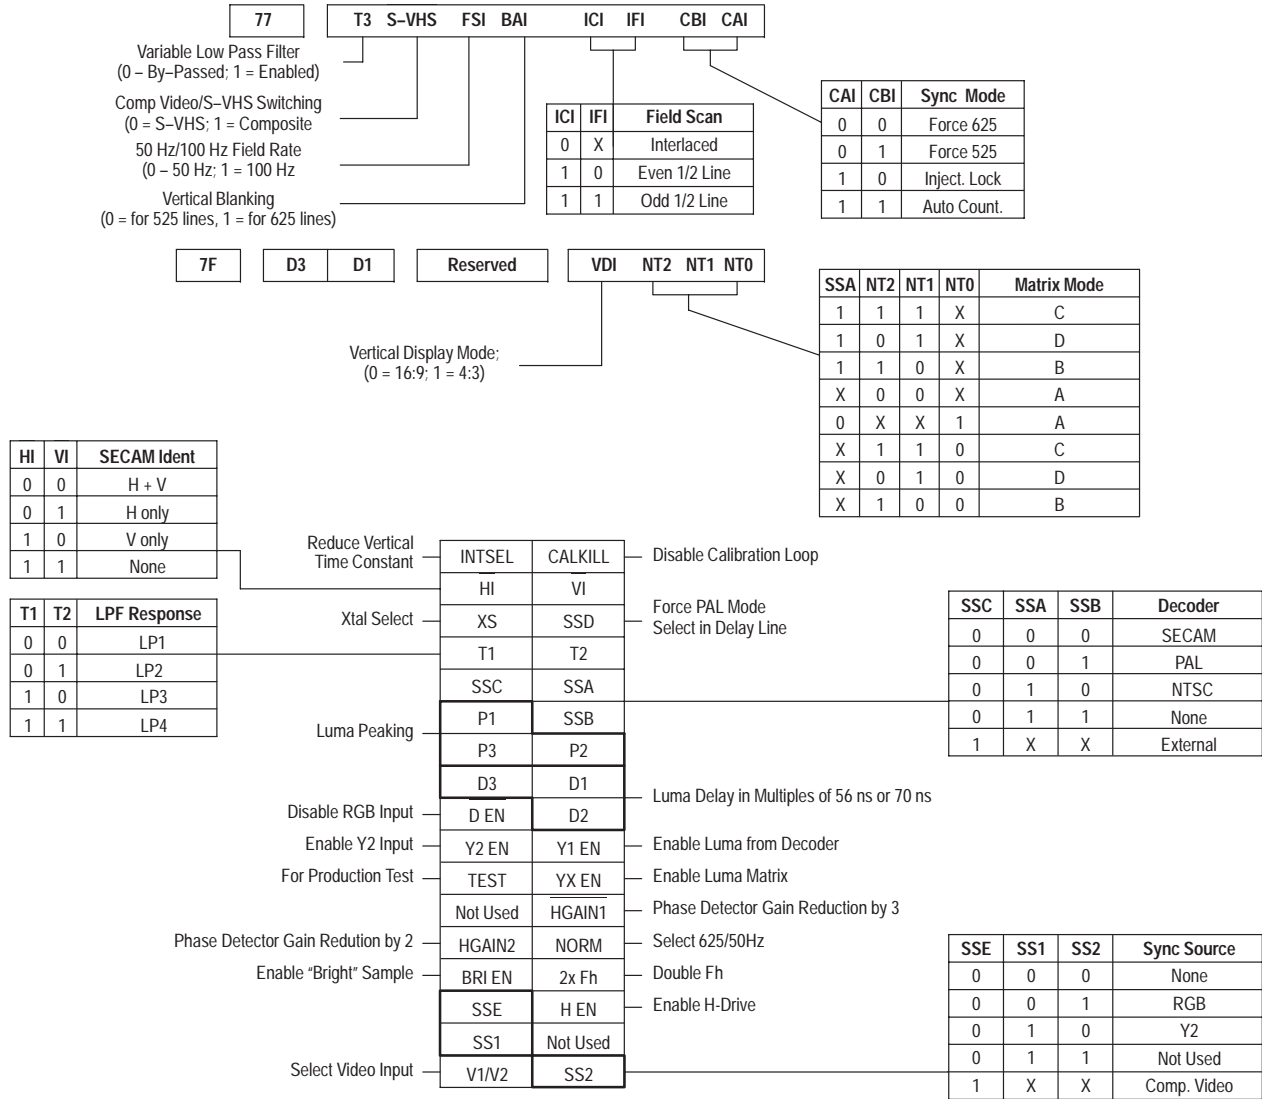 77 T3 S–VHS FSI BAI ICI IFI CBI CAI
Variable Low Pass Filter
(0 – By–Passed; 1 = Enabled)
Comp Video/S–VHS Switching
(0 = S–VHS; 1 = Composite
50 Hz/100 Hz Field Rate
(0 – 50 Hz; 1 = 100 Hz
Vertical Blanking
(0 = for 525 lines, 1 = for 625 lines)
ICI IFI Field Scan
0 X Interlaced
1 0 Even 1/2 Line
1 1 Odd 1/2 Line
CAI CBI Sync Mode
0 0 Force 625
0 1 Force 525
1 0 Inject. Lock
1 1 Auto Count.
7F D3 D1 Reserved VDI NT2 NT1 NT0
Vertical Display Mode;
(0 = 16:9; 1 = 4:3)
SSA NT2 NT1 NT0 Matrix Mode
1 1 1 X C
1 0 1 X D
1 1 0 X B
X 0 0 X A
0 X X 1 A
X 1 1 0 C
X 0 1 0 D
X 1 0 0 B
HI VI SECAM Ident
0 0 H + V
0 1 H only
1 0 V only
1 1 None
T1 T2 LPF Response
0 0 LP1
0 1 LP2
1 0 LP3
1 1 LP4
Reduce Vertical
Time Constant
INTSEL CALKILL Disable Calibration Loop
HI VI
Xtal Select XS SSD Force PAL Mode
Select in Delay Line
T1 T2
SSC SSA
Luma Peaking P1 SSB
P3 P2
D3 D1
Luma Delay in Multiples of 56 ns or 70 ns
Disable RGB Input D EN D2
Enable Y2 Input Y2 EN Y1 EN Enable Luma from Decoder
For Production Test TEST YX EN Enable Luma Matrix
Not Used HGAIN1 Phase Detector Gain Reduction by 3
Phase Detector Gain Redution by 2 HGAIN2 NORM Select 625/50Hz
Enable “Bright” Sample BRI EN 2x Fh Double Fh
SSE H EN Enable H-Drive
SS1 Not Used
Select Video Input V1/V2 SS2
SSC SSA SSB Decoder
0 0 0 SECAM
0 0 1 PAL
0 1 0 NTSC
0 1 1 None
1 X X External
SSE SS1 SS2 Sync Source
0 0 0 None
0 0 1 RGB
0 1 0 Y2
0 1 1 Not Used
1 X X Comp. Video